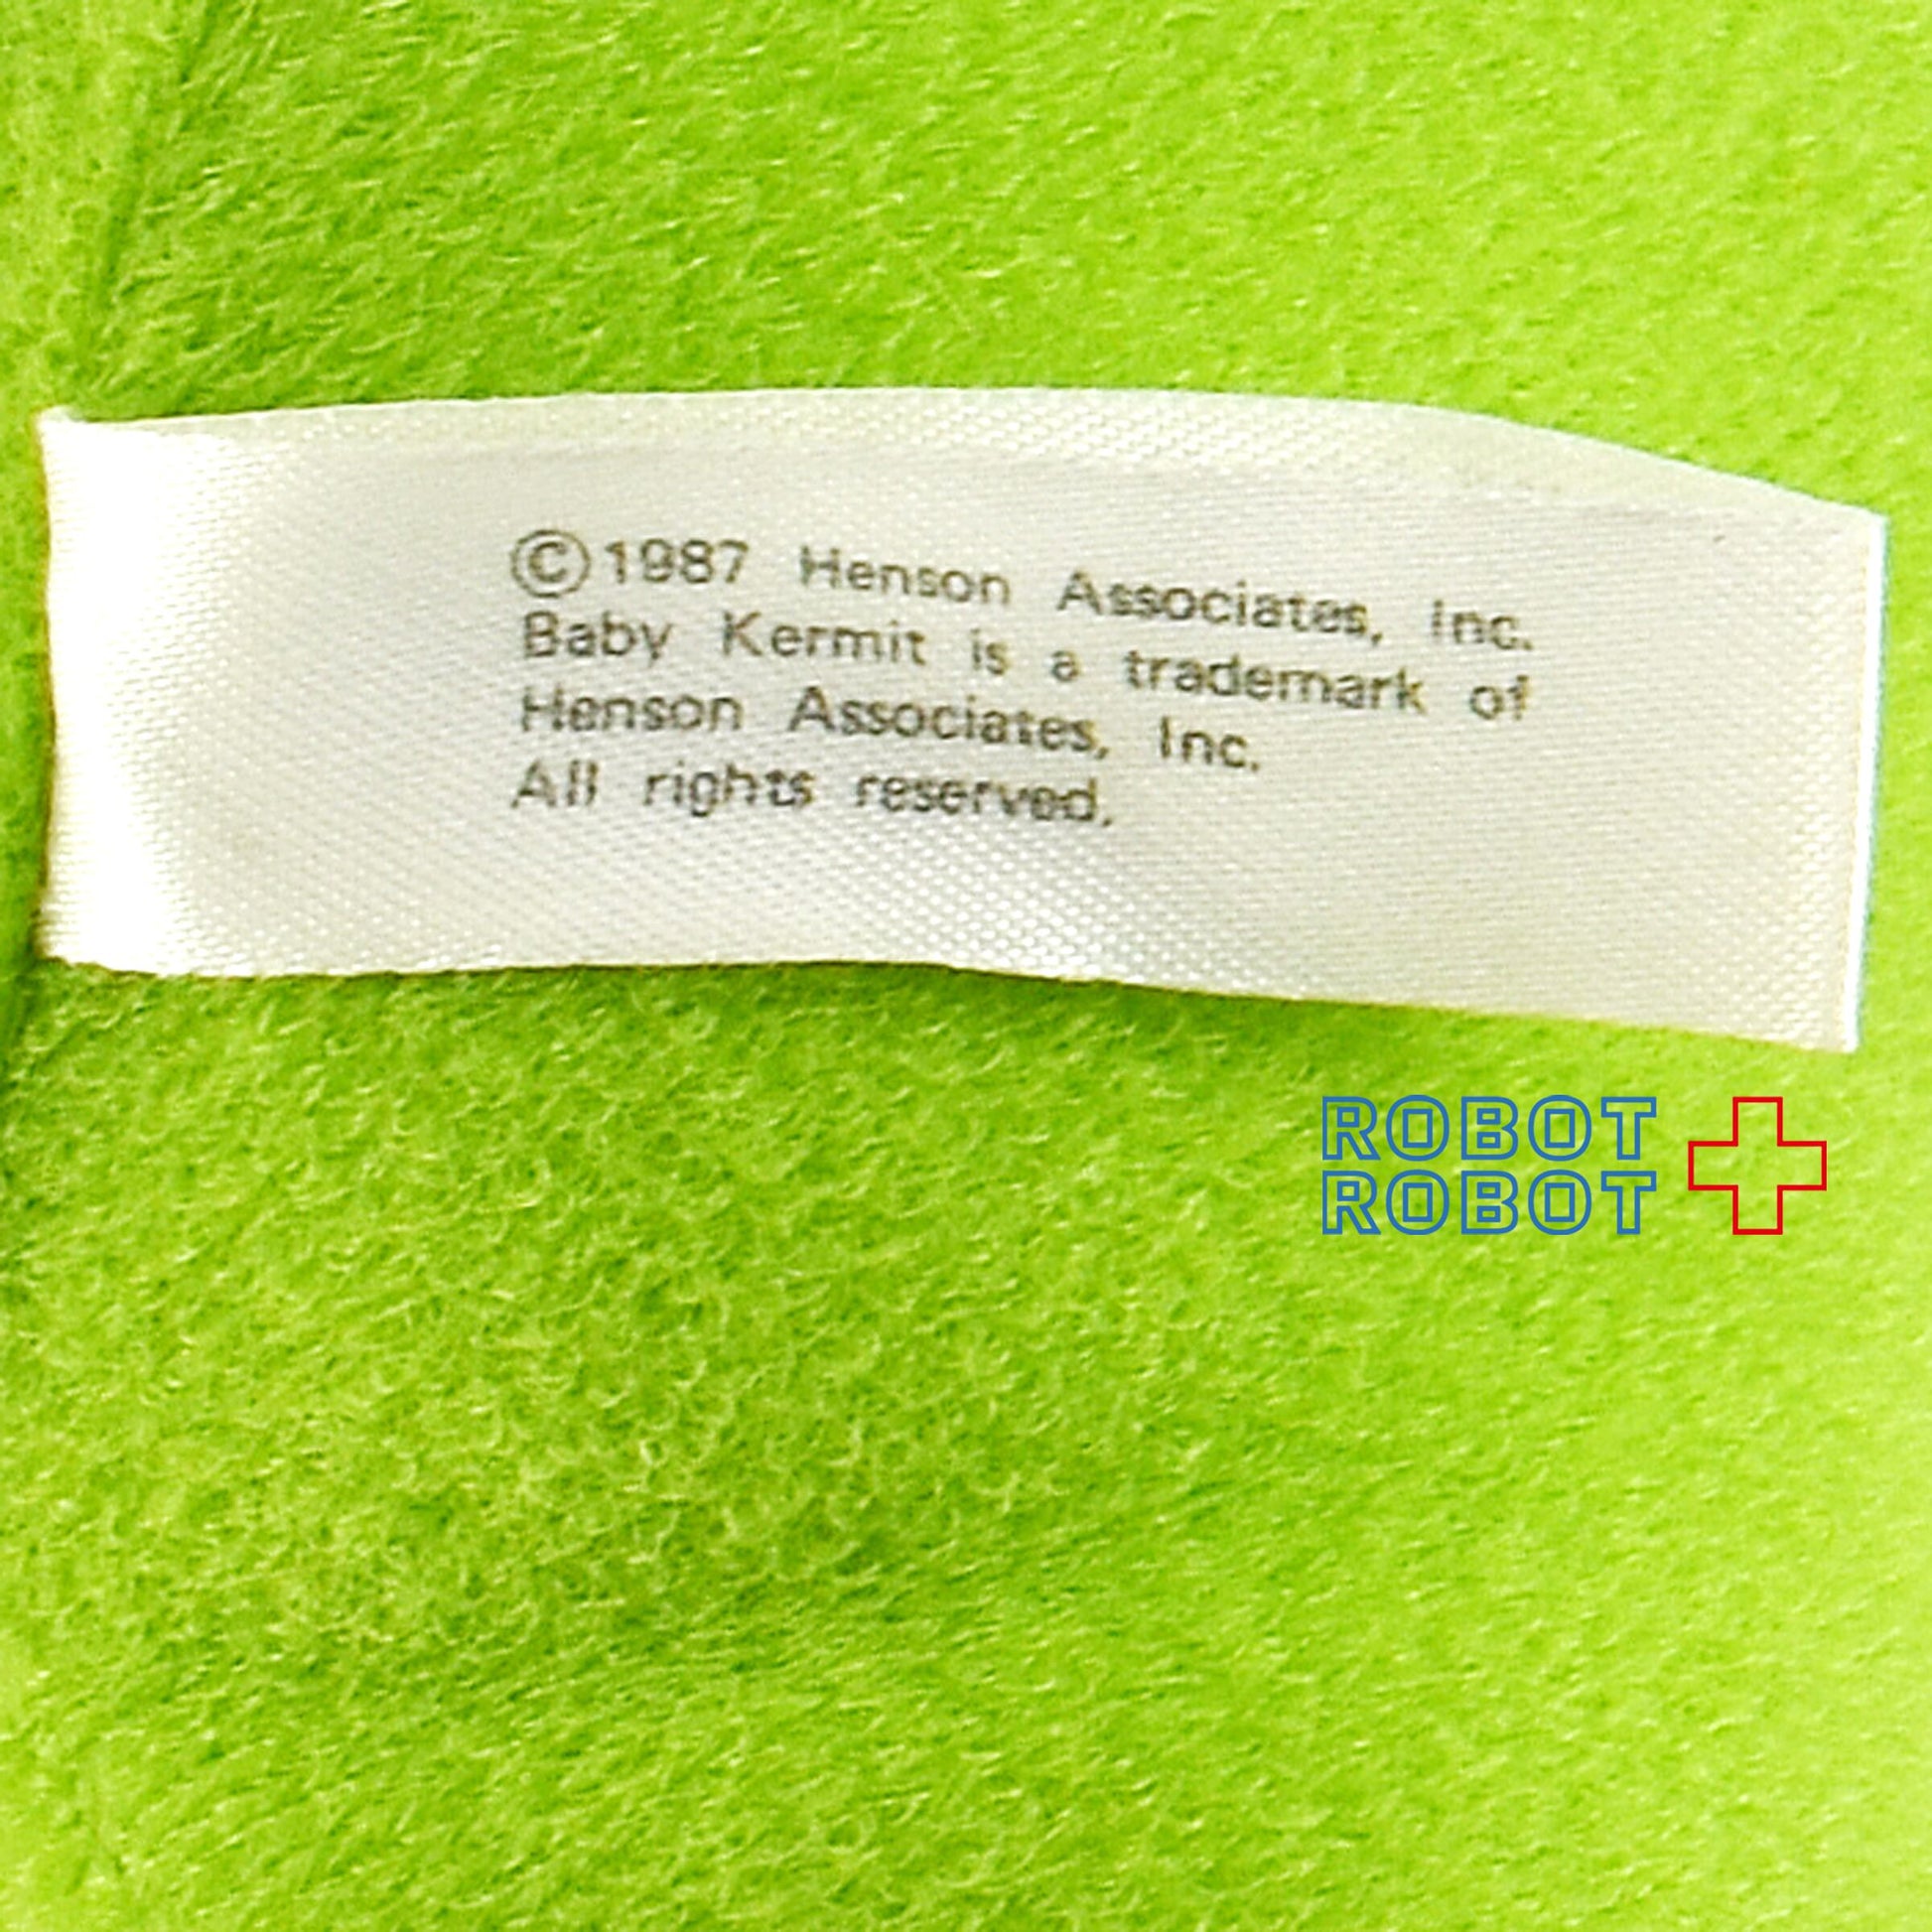 ©1987 Henson Associates, Inc.
Baby Kermit is a trademark of
Henson Associates, Inc.
All rights reserved.
ROBOT
ROBOT